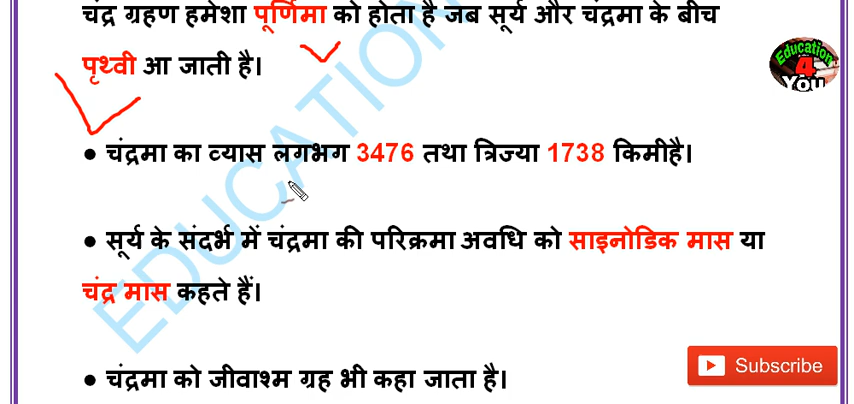 चंद्र ग्रहण हमेशा पूर्णिमा को होता है जब सूर्य और चंद्रमा के बीच
पृथ्वी आ जाती है।
Education
4
You
● चंद्रमा का व्यास लगभग 3476 तथा त्रिज्या 1738 किमीहै।
● सूर्य के संदर्भ में चंद्रमा की परिक्रमा अवधि को साइनोडिक मास या
चंद्र मास कहते हैं।
● चंद्रमा को जीवाश्म ग्रह भी कहा जाता है।
Subscribe
EDUCATION